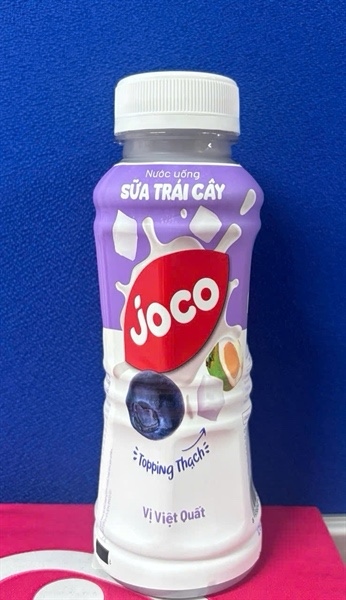 Nước uống
SỮA TRÁI CÂY
joco
Topping Thạch
Vị Việt Quất